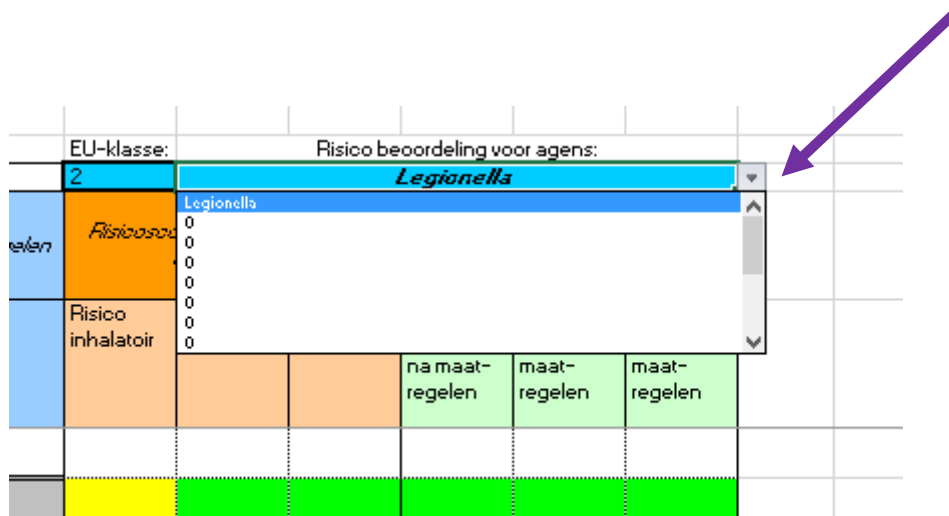 EU-klasse: Risico beoordeling voor agens:
2 Legionella
Legionella
0
0
0
0
0
0
0
Risico
inhalatoir
na maat-
regelen
maat-
regelen
maat-
regelen